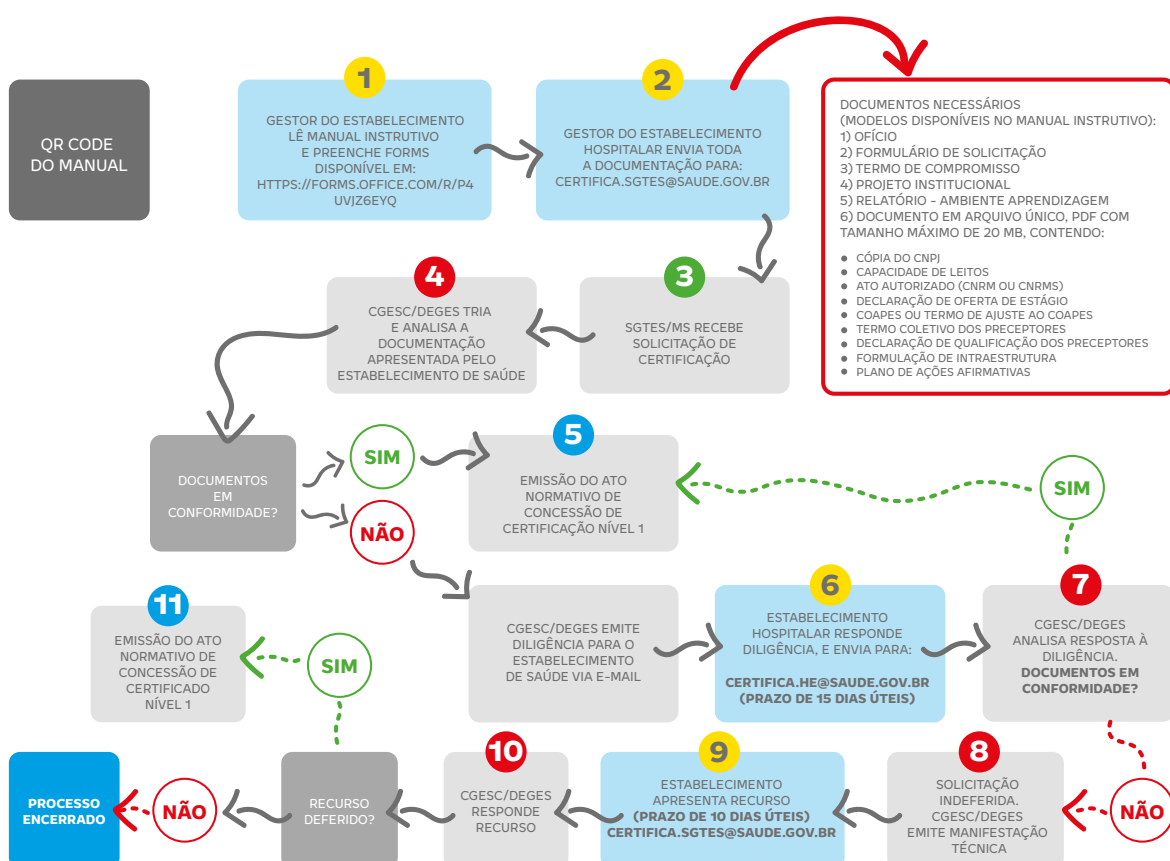 QR CODE
DO MANUAL
1
GESTOR DO ESTABELECIMENTO
LÊ MANUAL INSTRUTIVO
E PREENCHE FORMS
DISPONÍVEL EM:
HTTPS://FORMS.OFFICE.COM/R/P4
UVJZ6EYQ
2
GESTOR DO ESTABELECIMENTO
HOSPITALAR ENVIA TODA
A DOCUMENTAÇÃO PARA:
CERTIFICA.SGTES@SAUDE.GOV.BR
DOCUMENTOS NECESSÁRIOS
(MODELOS DISPONÍVEIS NO MANUAL INSTRUTIVO):
1) OFÍCIO
2) FORMULÁRIO DE SOLICITAÇÃO
3) TERMO DE COMPROMISSO
4) PROJETO INSTITUCIONAL
5) RELATÓRIO - AMBIENTE APRENDIZAGEM
6) DOCUMENTO EM ARQUIVO ÚNICO, PDF COM
TAMANHO MÁXIMO DE 20 MB, CONTENDO:
● CÓPIA DO CNPJ
● CAPACIDADE DE LEITOS
● ATO AUTORIZADO (CNRM OU CNRMS)
● DECLARAÇÃO DE OFERTA DE ESTÁGIO
● COAPES OU TERMO DE AJUSTE AO COAPES
● TERMO COLETIVO DOS PRECEPTORES
● DECLARAÇÃO DE QUALIFICAÇÃO DOS PRECEPTORES
● FORMULAÇÃO DE INTRAESTRUTURA
● PLANO DE AÇÕES AFIRMATIVAS
3
SGTES/MS RECEBE
SOLICITAÇÃO DE
CERTIFICAÇÃO
4
CGESC/DEGES TRIA
E ANALISA A
DOCUMENTAÇÃO
APRESENTADA PELO
ESTABELECIMENTO DE SAÚDE
DOCUMENTOS
EM
CONFORMIDADE?
SIM
NÃO
5
EMISSÃO DO ATO
NORMATIVO DE
CONCESSÃO DE
CERTIFICAÇÃO NÍVEL 1
SIM
CGESC/DEGES EMITE
DILIGÊNCIA PARA O
ESTABELECIMENTO
DE SAÚDE VIA E-MAIL
6
ESTABELECIMENTO
HOSPITALAR RESPONDE
DILIGÊNCIA, E ENVIA PARA:
CERTIFICA.HE@SAUDE.GOV.BR
(PRAZO DE 15 DIAS ÚTEIS)
7
CGESC/DEGES
ANALISA RESPOSTA À
DILIGÊNCIA.
DOCUMENTOS EM
CONFORMIDADE?
NÃO
8
SOLICITAÇÃO
INDEFERIDA.
CGESC/DEGES
EMITE MANIFESTAÇÃO
TÉCNICA
9
ESTABELECIMENTO
APRESENTA RECURSO
(PRAZO DE 10 DIAS ÚTEIS)
CERTIFICA.SGTES@SAUDE.GOV.BR
10
CGESC/DEGES
RESPONDE
RECURSO
RECURSO
DEFERIDO?
SIM
11
EMISSÃO DO ATO
NORMATIVO DE
CONCESSÃO DE
CERTIFICADO
NÍVEL 1
NÃO
PROCESSO
ENCERRADO